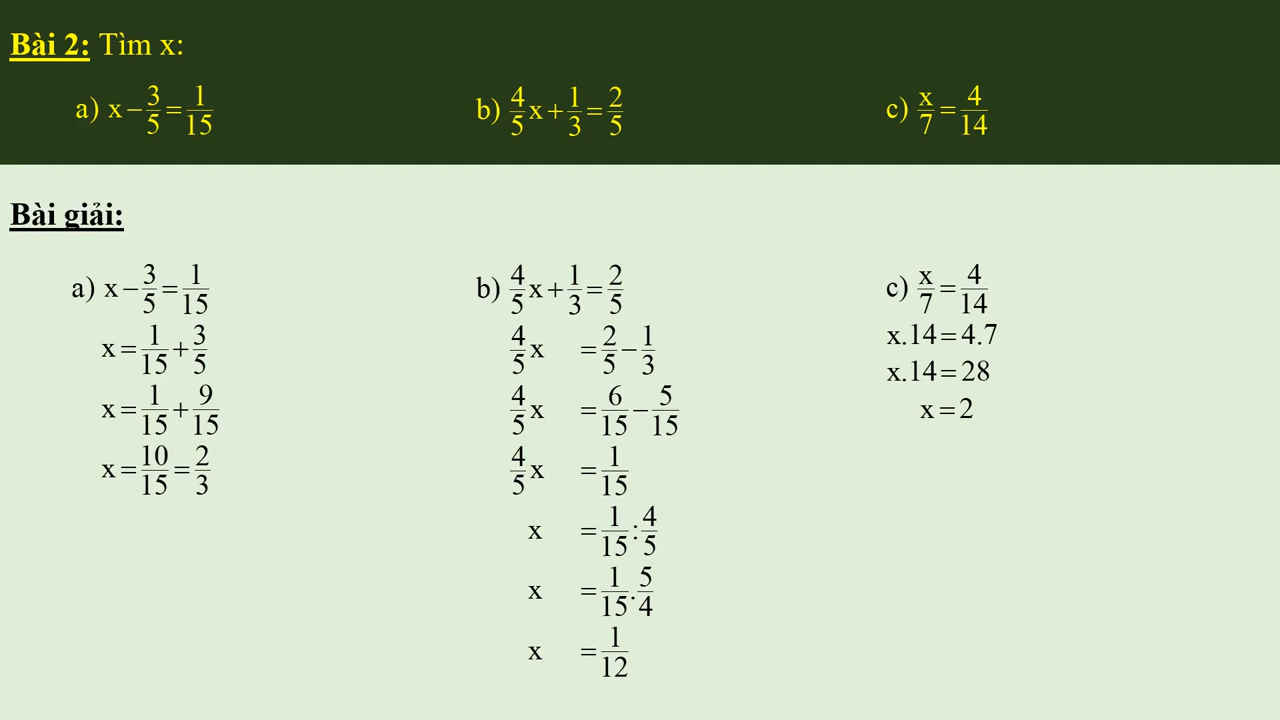 Bài 2: Tìm x:
a) x − 3/5 = 1/15
b) 4/5 x + 1/3 = 2/5
c) x/7 = 4/14
Bài giải:
a) x − 3/5 = 1/15
x = 1/15 + 3/5
x = 1/15 + 9/15
x = 10/15 = 2/3
b) 4/5 x + 1/3 = 2/5
4/5 x = 2/5 − 1/3
4/5 x = 6/15 − 5/15
4/5 x = 1/15
x = 1/15 : 4/5
x = 1/15 . 5/4
x = 1/12
c) x/7 = 4/14
x.14 = 4.7
x.14 = 28
x = 2